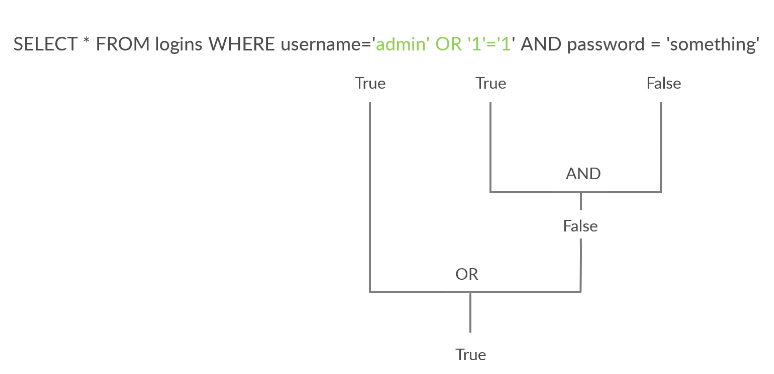 SELECT * FROM logins WHERE username='admin' OR '1'='1' AND password = 'something'
True True False
AND
False
OR
True